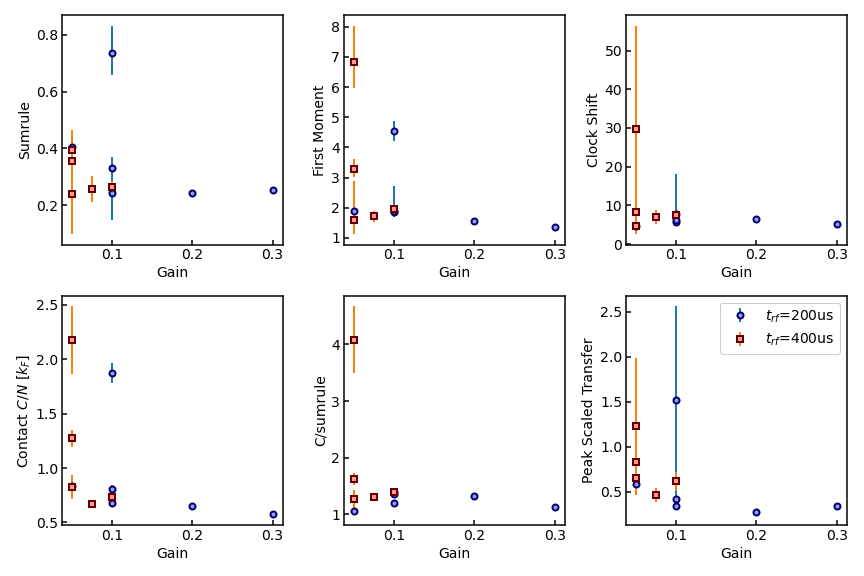 Sumrule
0.8
0.6
0.4
0.2
0.1 0.2 0.3
Gain
First Moment
8
7
6
5
4
3
2
1
0.1 0.2 0.3
Gain
Clock Shift
50
40
30
20
10
0
0.1 0.2 0.3
Gain
Contact C/N [k_F]
2.5
2.0
1.5
1.0
0.5
0.1 0.2 0.3
Gain
C/sumrule
4
3
2
1
0.1 0.2 0.3
Gain
Peak Scaled Transfer
2.5
2.0
1.5
1.0
0.5
0.1 0.2 0.3
Gain
t_rf=200us
t_rf=400us